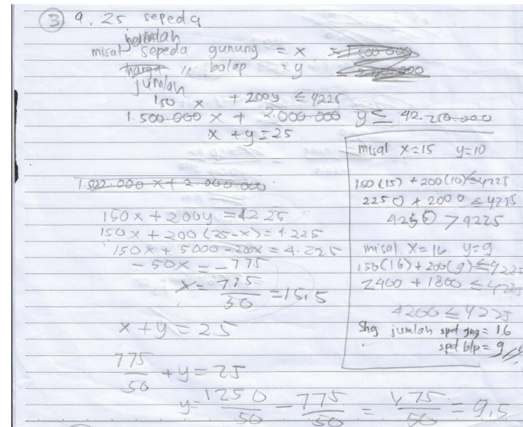 ③ a. 25 sepeda
jumlah
misal sepeda gunung = x
harga " balap = y
jumlah
150 x + 200y ≤ 4225
1.500.000 x + 2.000.000 y ≤ 42.250.000
x + y = 25
1.500.000 x + 2.000.000
150x + 200y = 4225
150x + 200 (25-x) = 4.225
150x + 5000 - 200x = 4.225
- 50x = - 775
x = 775/50 = 15,5
x + y = 25
775/50 + y = 25
y = 1250/50 - 775/50 = 475/50 = 9,5
misal x=15 y=10
150(15) + 200(10) ≤ 4225
2250 + 2000 ≤ 4225
4250 > 4225
misal x=16 y=9
150(16) + 200(9) ≤ 4225
2400 + 1800 ≤ 4225
4200 ≤ 4225
Shg jumlah spd gng = 16
spd blp = 9